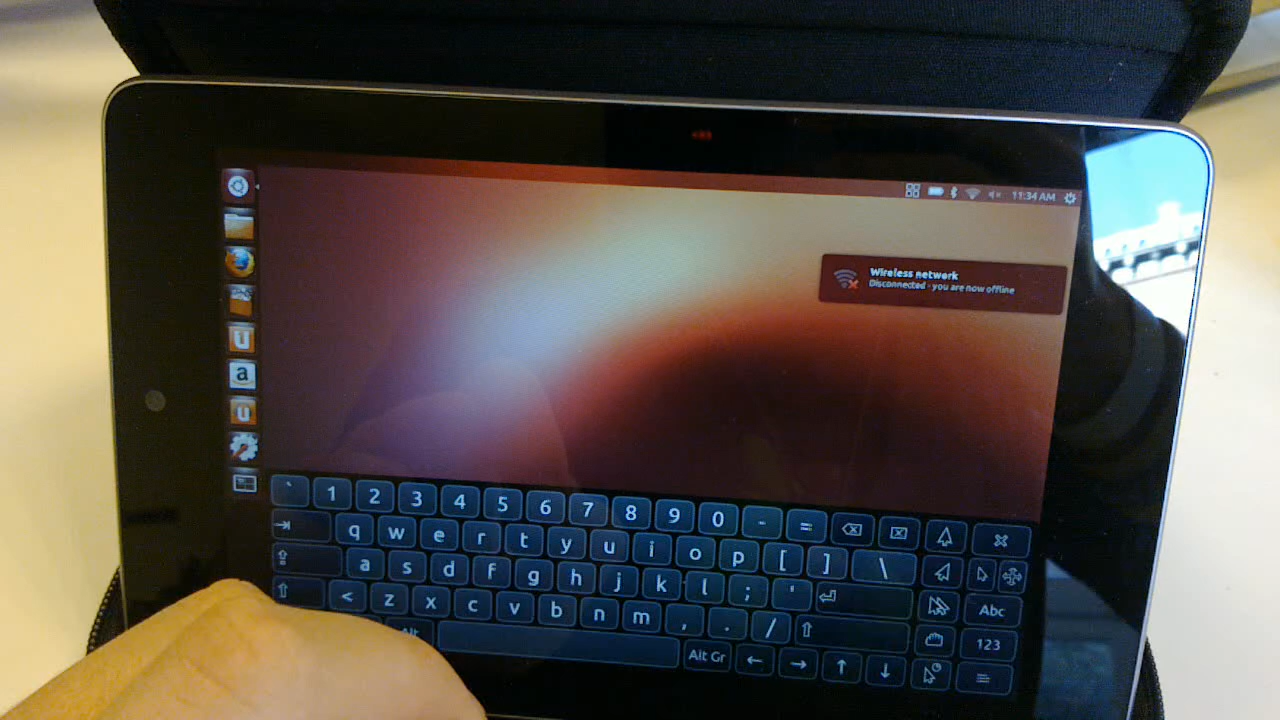 11:34 AM
Wireless network
Disconnected - you are now offline
u
a
u
` 1 2 3 4 5 6 7 8 9 0 - =
q w e r t y u i o p [ ] \
a s d f g h j k l ; '
Abc
< z x c v b n m , . /
123
Alt
Alt Gr